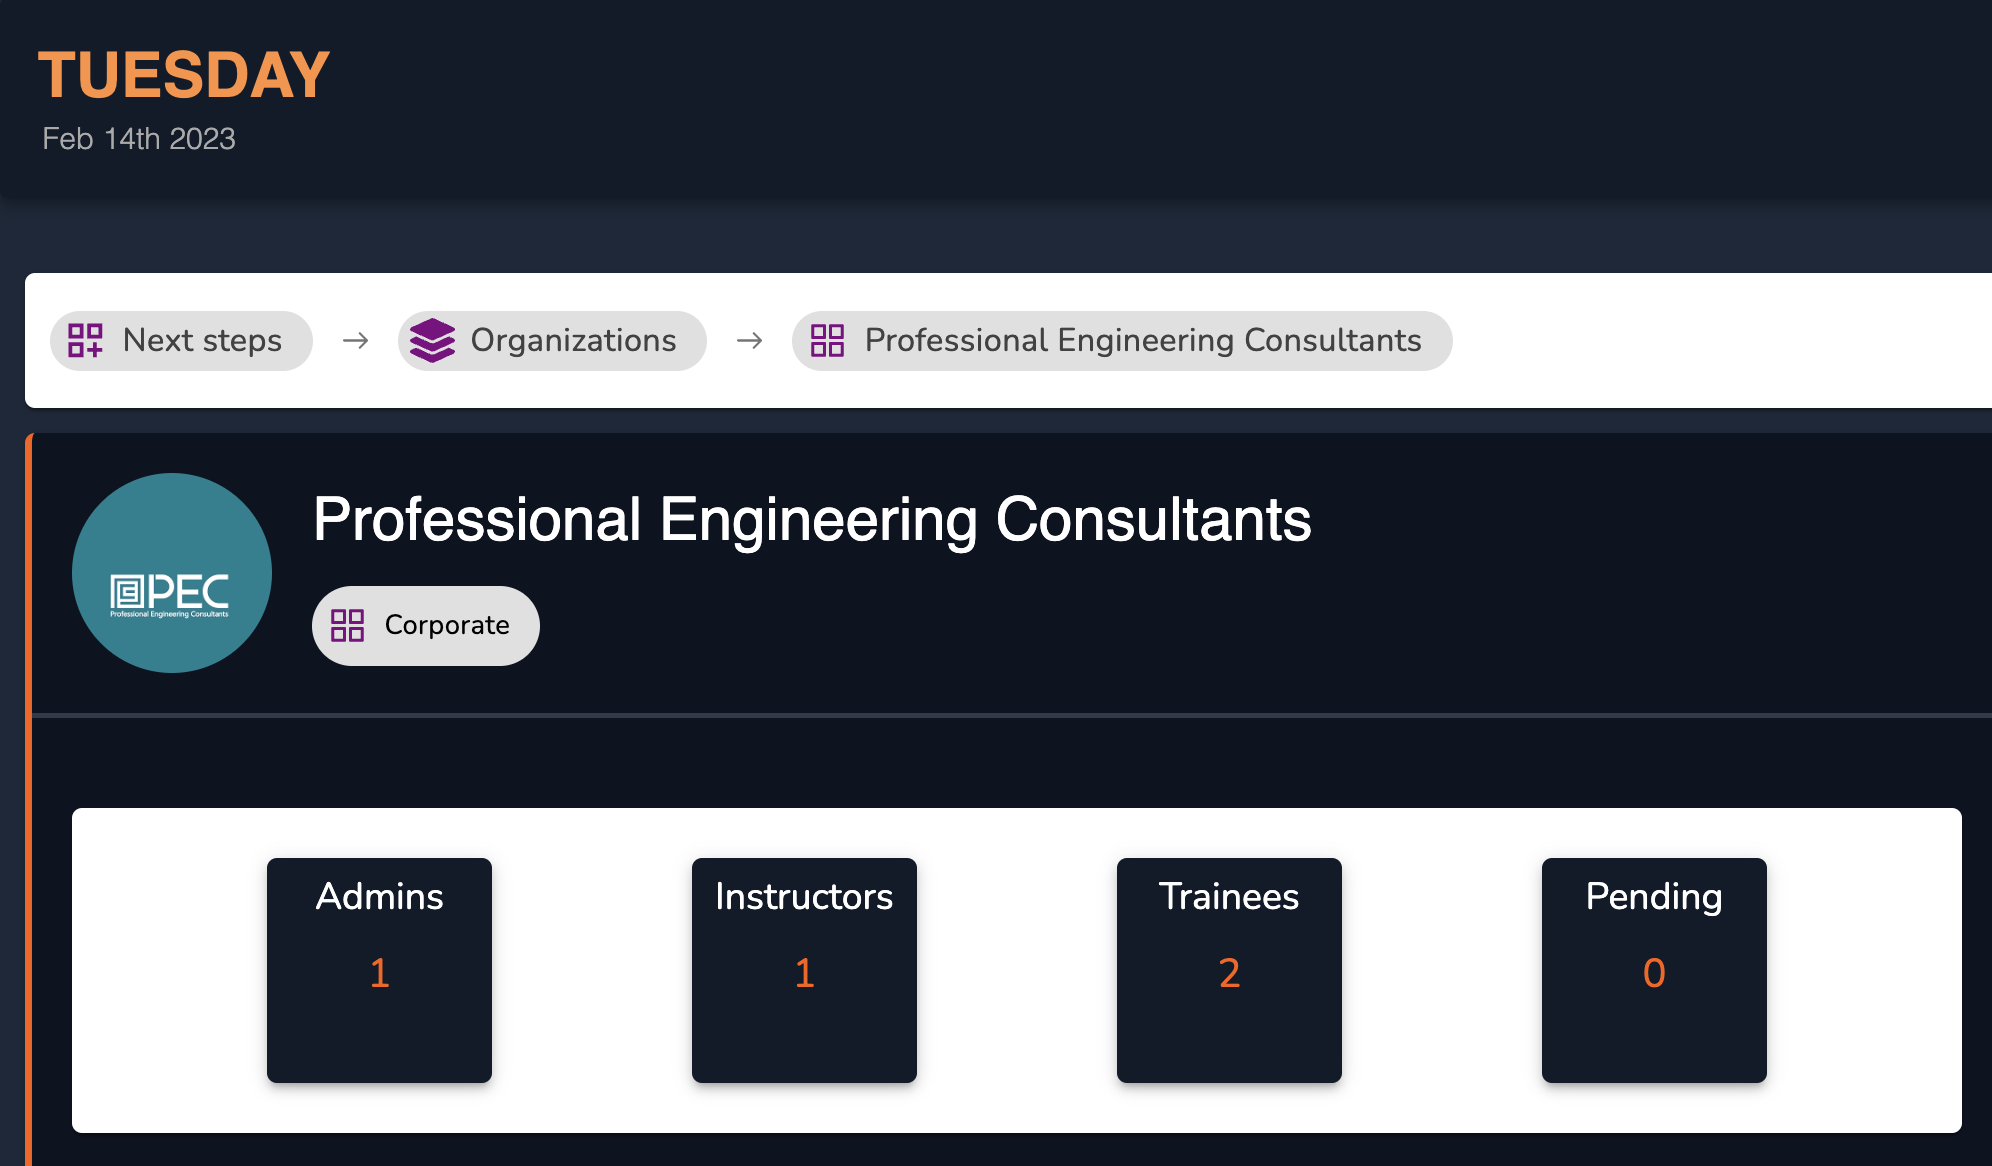 TUESDAY
Feb 14th 2023
Next steps → Organizations → Professional Engineering Consultants
Professional Engineering Consultants
PEC
Professional Engineering Consultants
Corporate
Admins Instructors Trainees Pending
1 1 2 0